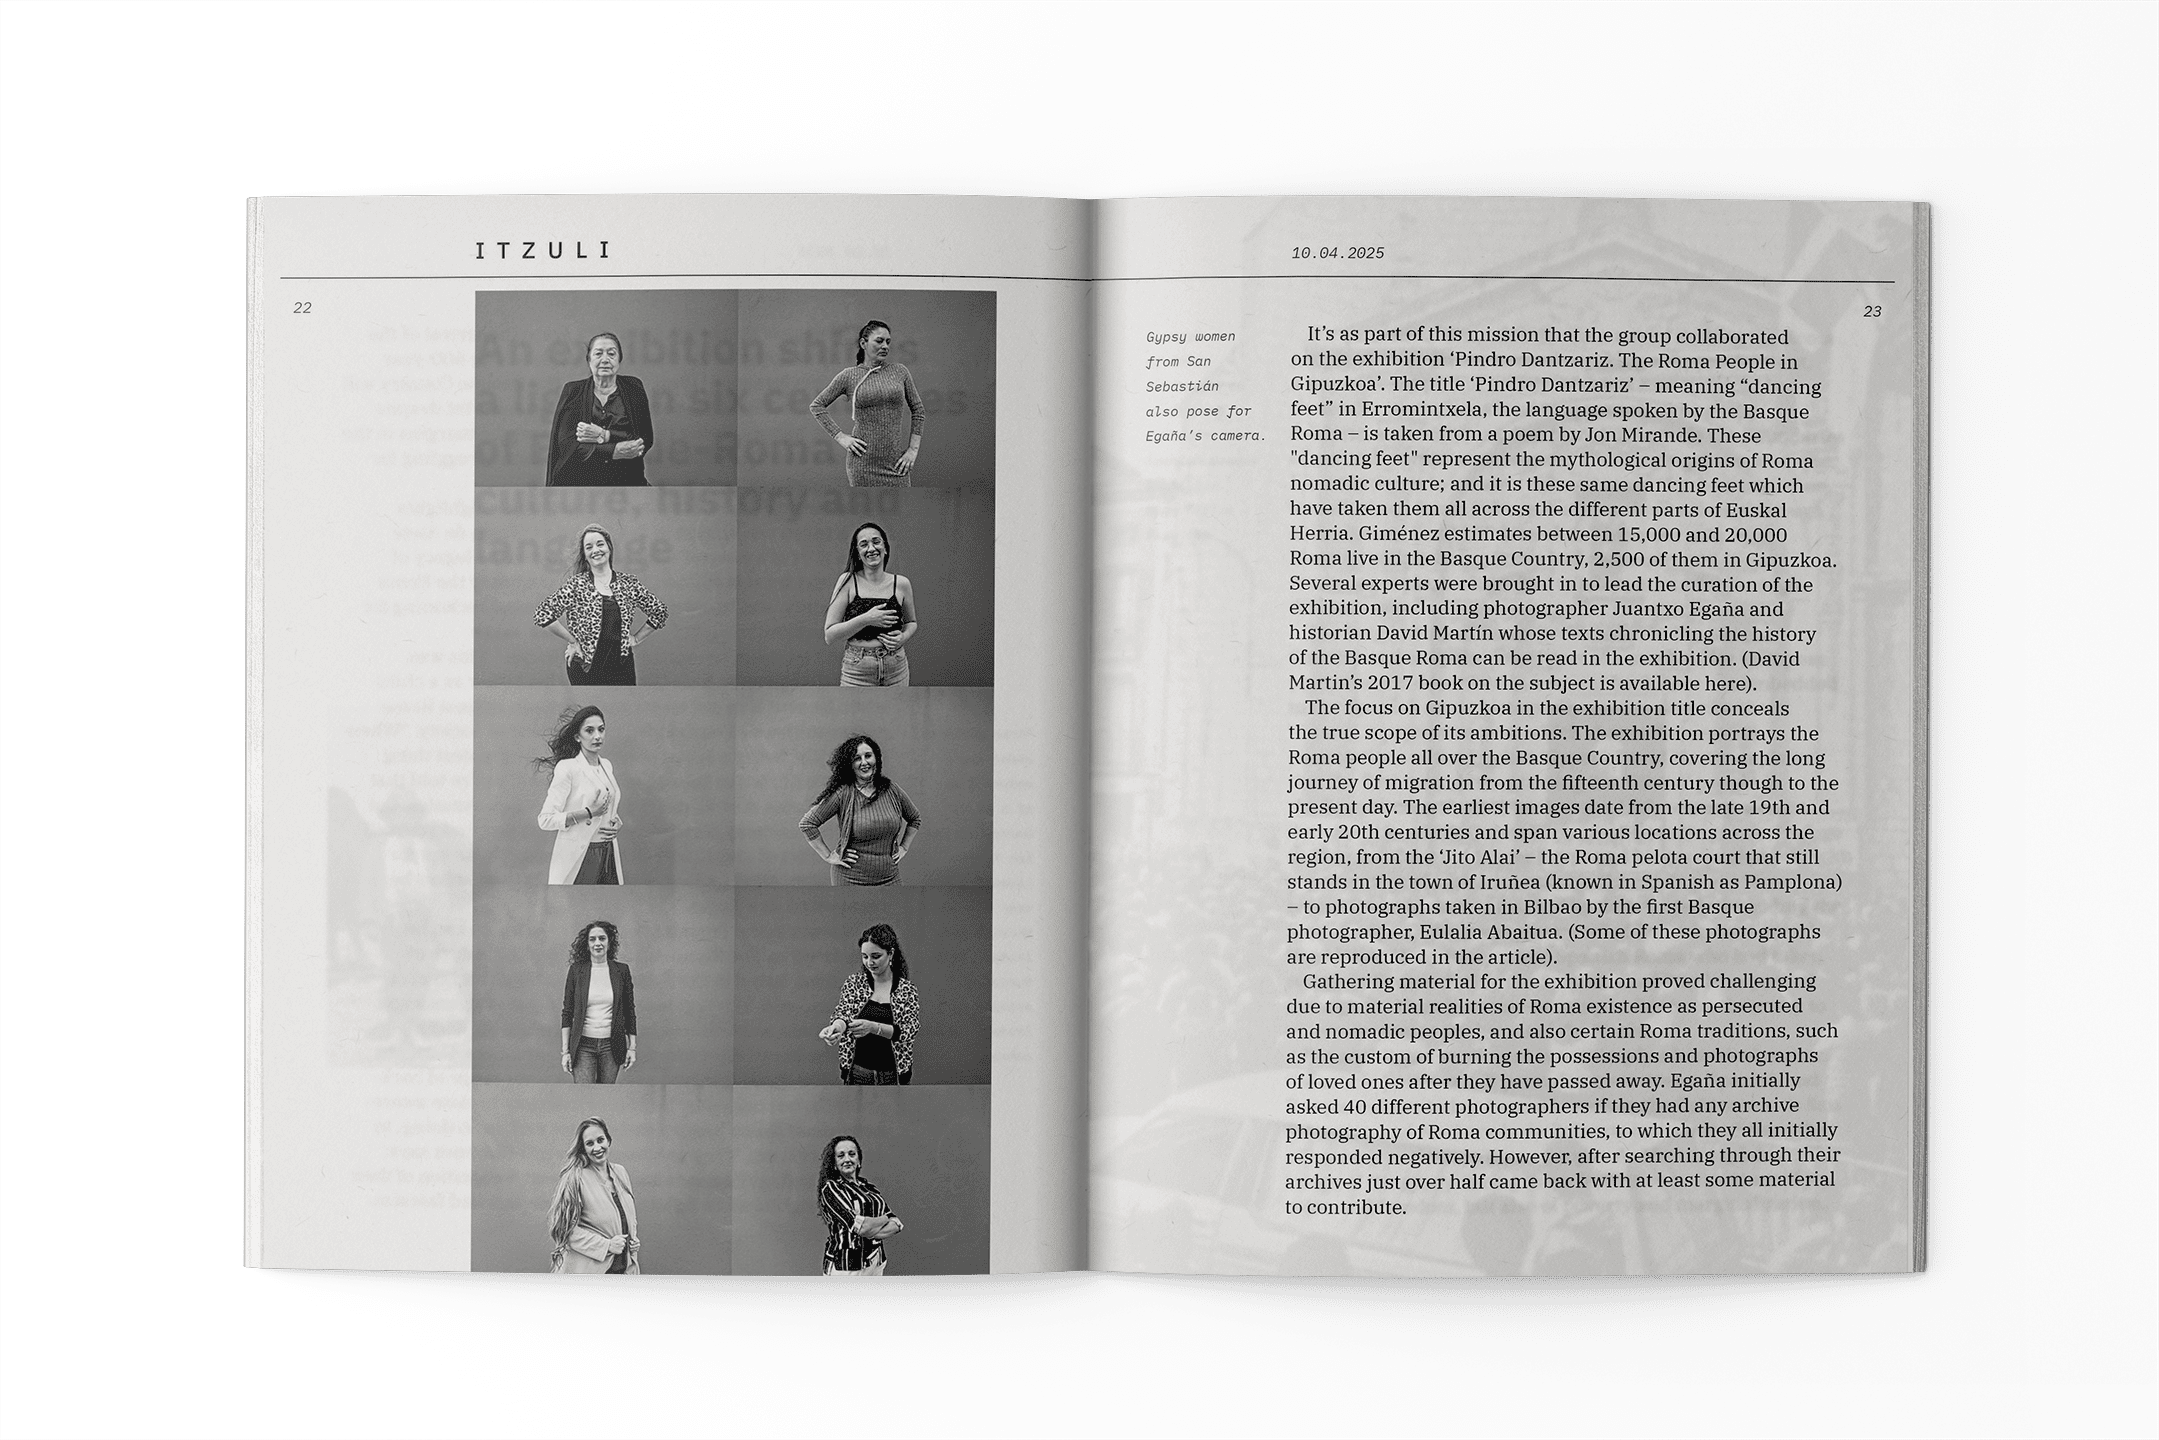 ITZULI
22
An exhibition shines
a light on six centuries
of Basque-Roma
culture, history and
language
10.04.2025
23
Gypsy women
from San
Sebastián
also pose for
Egaña’s camera.
It’s as part of this mission that the group collaborated
on the exhibition ‘Pindro Dantzariz. The Roma People in
Gipuzkoa’. The title ‘Pindro Dantzariz’ – meaning “dancing
feet” in Erromintxela, the language spoken by the Basque
Roma – is taken from a poem by Jon Mirande. These
"dancing feet" represent the mythological origins of Roma
nomadic culture; and it is these same dancing feet which
have taken them all across the different parts of Euskal
Herria. Giménez estimates between 15,000 and 20,000
Roma live in the Basque Country, 2,500 of them in Gipuzkoa.
Several experts were brought in to lead the curation of the
exhibition, including photographer Juantxo Egaña and
historian David Martín whose texts chronicling the history
of the Basque Roma can be read in the exhibition. (David
Martin’s 2017 book on the subject is available here).
The focus on Gipuzkoa in the exhibition title conceals
the true scope of its ambitions. The exhibition portrays the
Roma people all over the Basque Country, covering the long
journey of migration from the fifteenth century though to the
present day. The earliest images date from the late 19th and
early 20th centuries and span various locations across the
region, from the ‘Jito Alai’ – the Roma pelota court that still
stands in the town of Iruñea (known in Spanish as Pamplona)
– to photographs taken in Bilbao by the first Basque
photographer, Eulalia Abaitua. (Some of these photographs
are reproduced in the article).
Gathering material for the exhibition proved challenging
due to material realities of Roma existence as persecuted
and nomadic peoples, and also certain Roma traditions, such
as the custom of burning the possessions and photographs
of loved ones after they have passed away. Egaña initially
asked 40 different photographers if they had any archive
photography of Roma communities, to which they all initially
responded negatively. However, after searching through their
archives just over half came back with at least some material
to contribute.